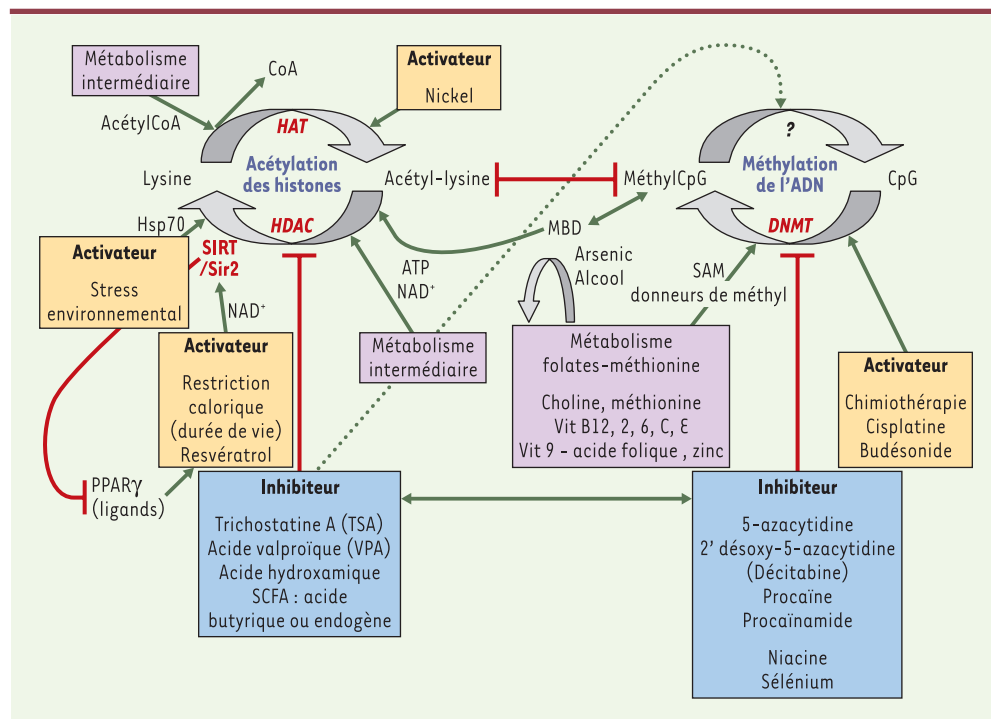 Métabolisme
intermédiaire
CoA
AcétylCoA
HAT
Activateur
Nickel
Lysine
Acétylation
des histones
Acétyl-lysine
HDAC
Hsp70
SIRT
/Sir2
Activateur
Stress
environnemental
NAD+
ATP
NAD+
Activateur
Restriction
calorique
(durée de vie)
Resvératrol
Métabolisme
intermédiaire
PPARγ
(ligands)
Inhibiteur
Trichostatine A (TSA)
Acide valproïque (VPA)
Acide hydroxamique
SCFA : acide
butyrique ou endogène
?
MéthylCpG
Méthylation
de l'ADN
CpG
DNMT
MBD
Arsenic
Alcool
SAM
donneurs de méthyl
Métabolisme
folates-méthionine
Choline, méthionine
Vit B12, 2, 6, C, E
Vit 9 - acide folique , zinc
Activateur
Chimiothérapie
Cisplatine
Budésonide
Inhibiteur
5-azacytidine
2' désoxy-5-azacytidine
(Décitabine)
Procaïne
Procaïnamide
Niacine
Sélénium